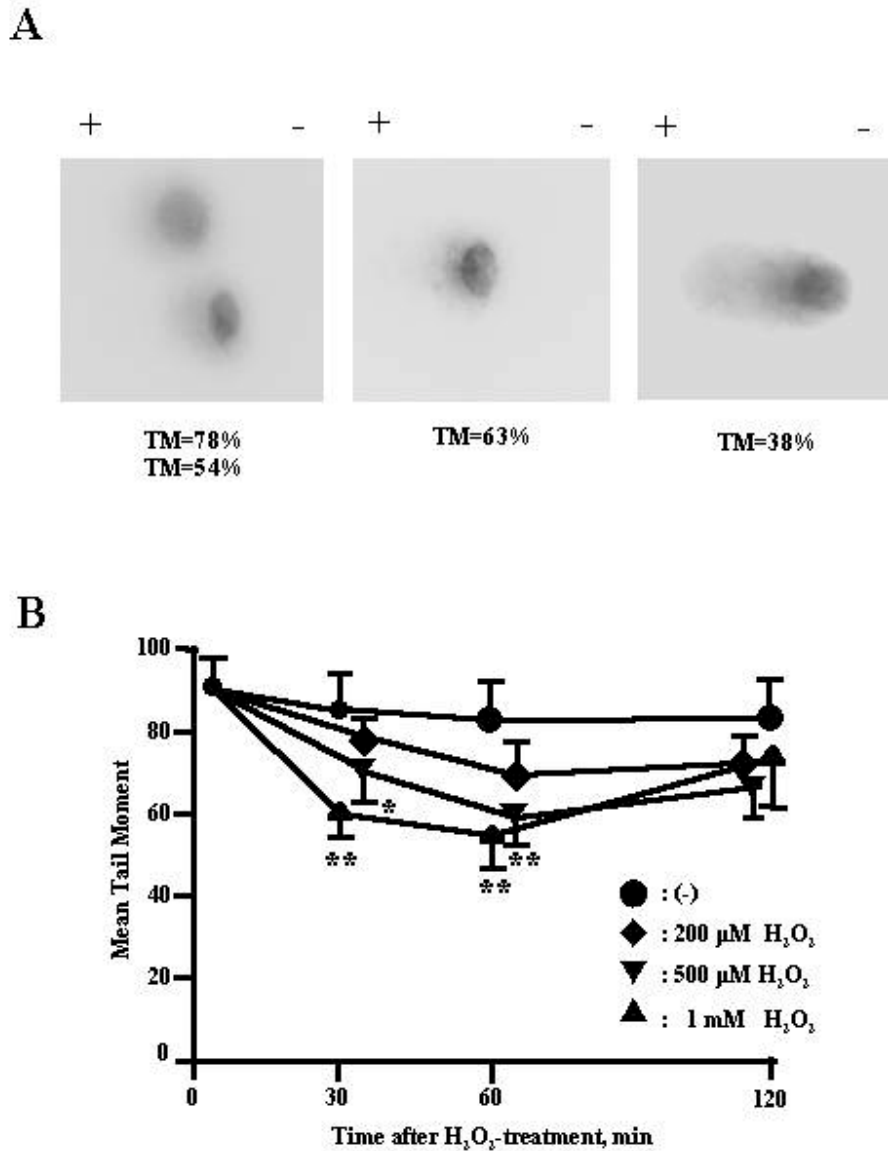 A
+ - + - + -
TM=78%
TM=54%
TM=63%
TM=38%
B
100
80
60
40
20
0
Mean Tail Moment
*
** ** **
: (-)
: 200 µM H₂O₂
: 500 µM H₂O₂
: 1 mM H₂O₂
0 30 60 120
Time after H₂O₂-treatment, min